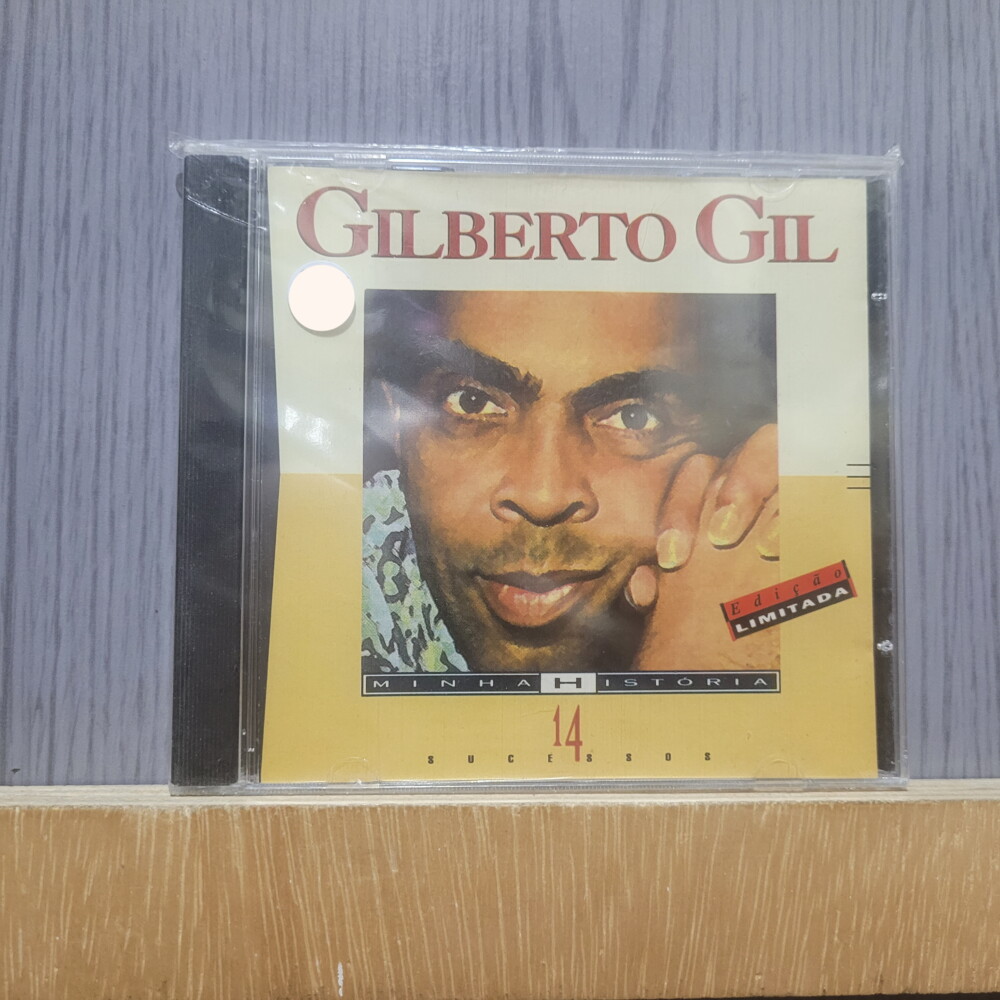 GILBERTO GIL
Edição
LIMITADA
MINHA HISTÓRIA
14
SUCESSOS